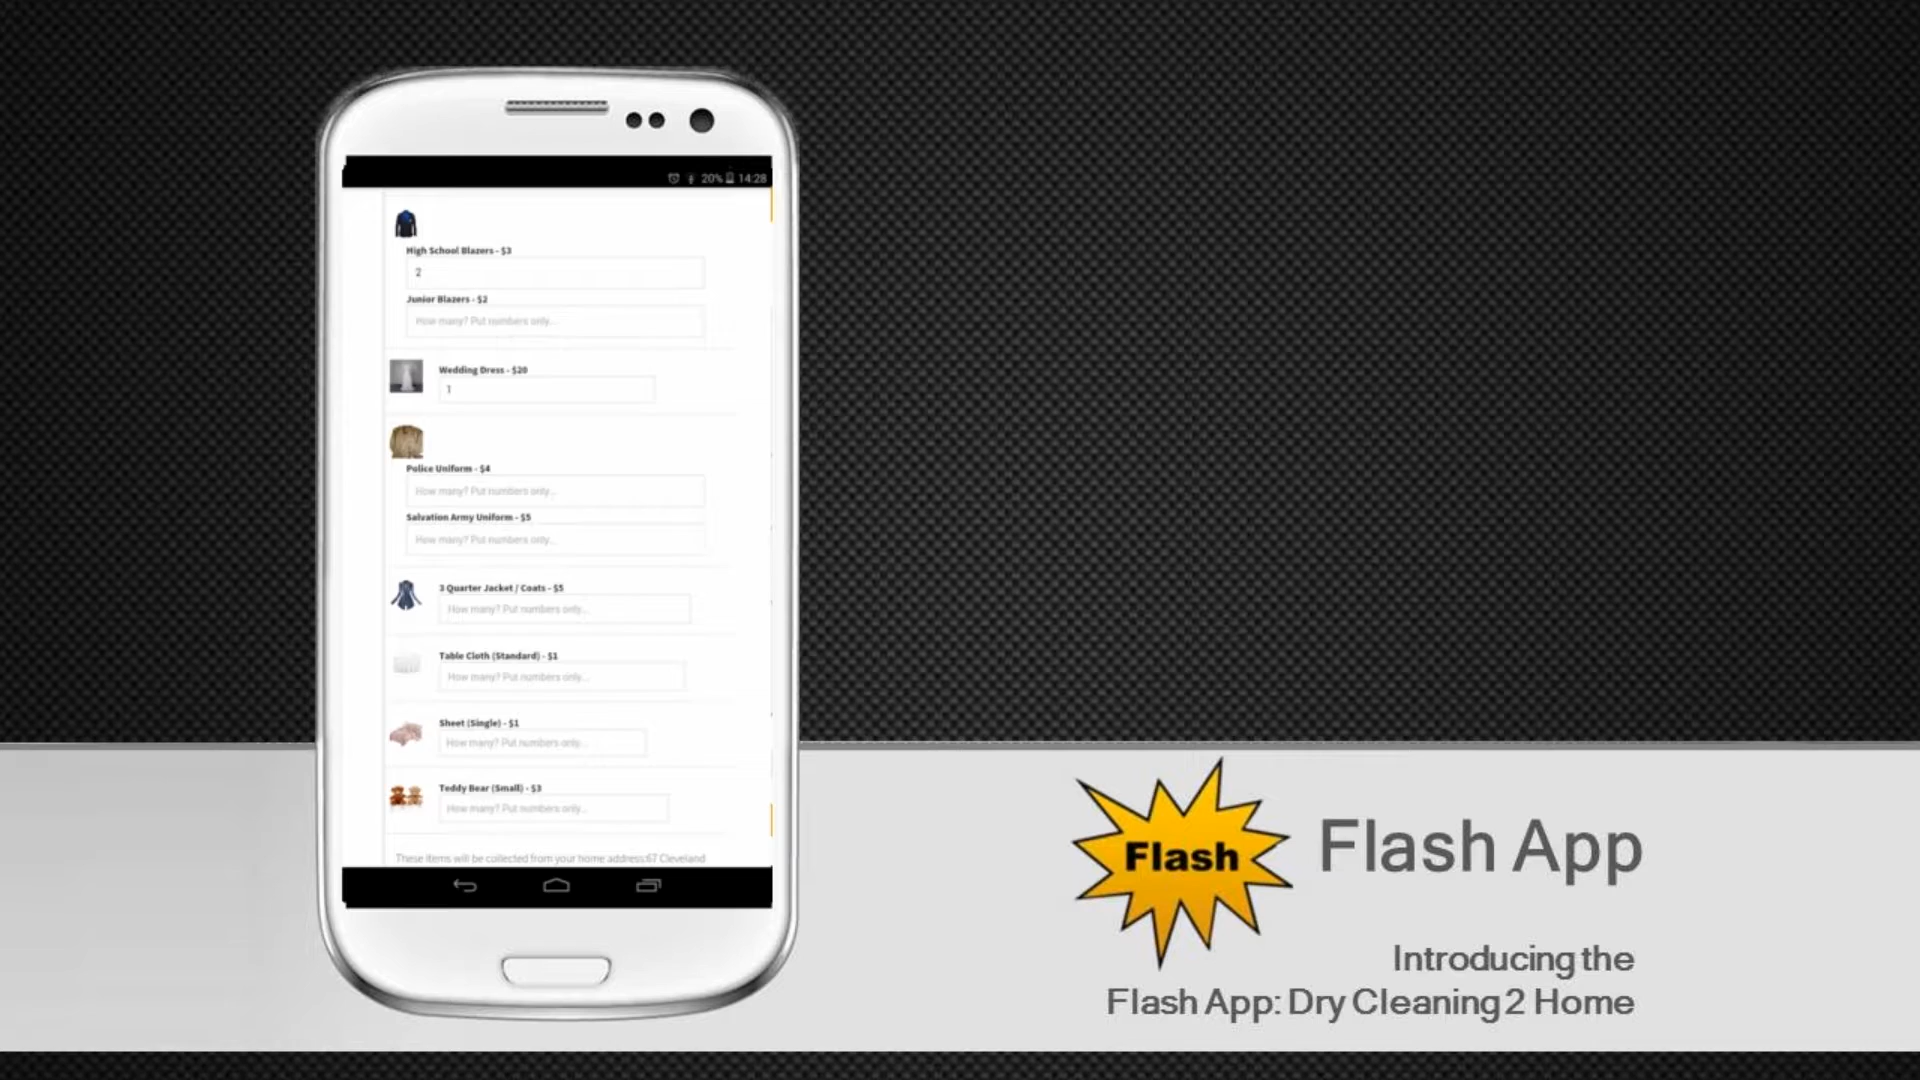 20% 14:28
High School Blazers - $3
2
Junior Blazers - $2
How many? Put numbers only...
Wedding Dress - $20
1
Police Uniform - $4
How many? Put numbers only...
Salvation Army Uniform - $5
How many? Put numbers only...
3 Quarter Jacket / Coats - $5
How many? Put numbers only...
Table Cloth (Standard) - $1
How many? Put numbers only...
Sheet (Single) - $1
How many? Put numbers only...
Teddy Bear (Small) - $3
How many? Put numbers only...
These items will be collected from your home address:67 Cleveland
Flash
Flash App
Introducing the
Flash App: Dry Cleaning 2 Home